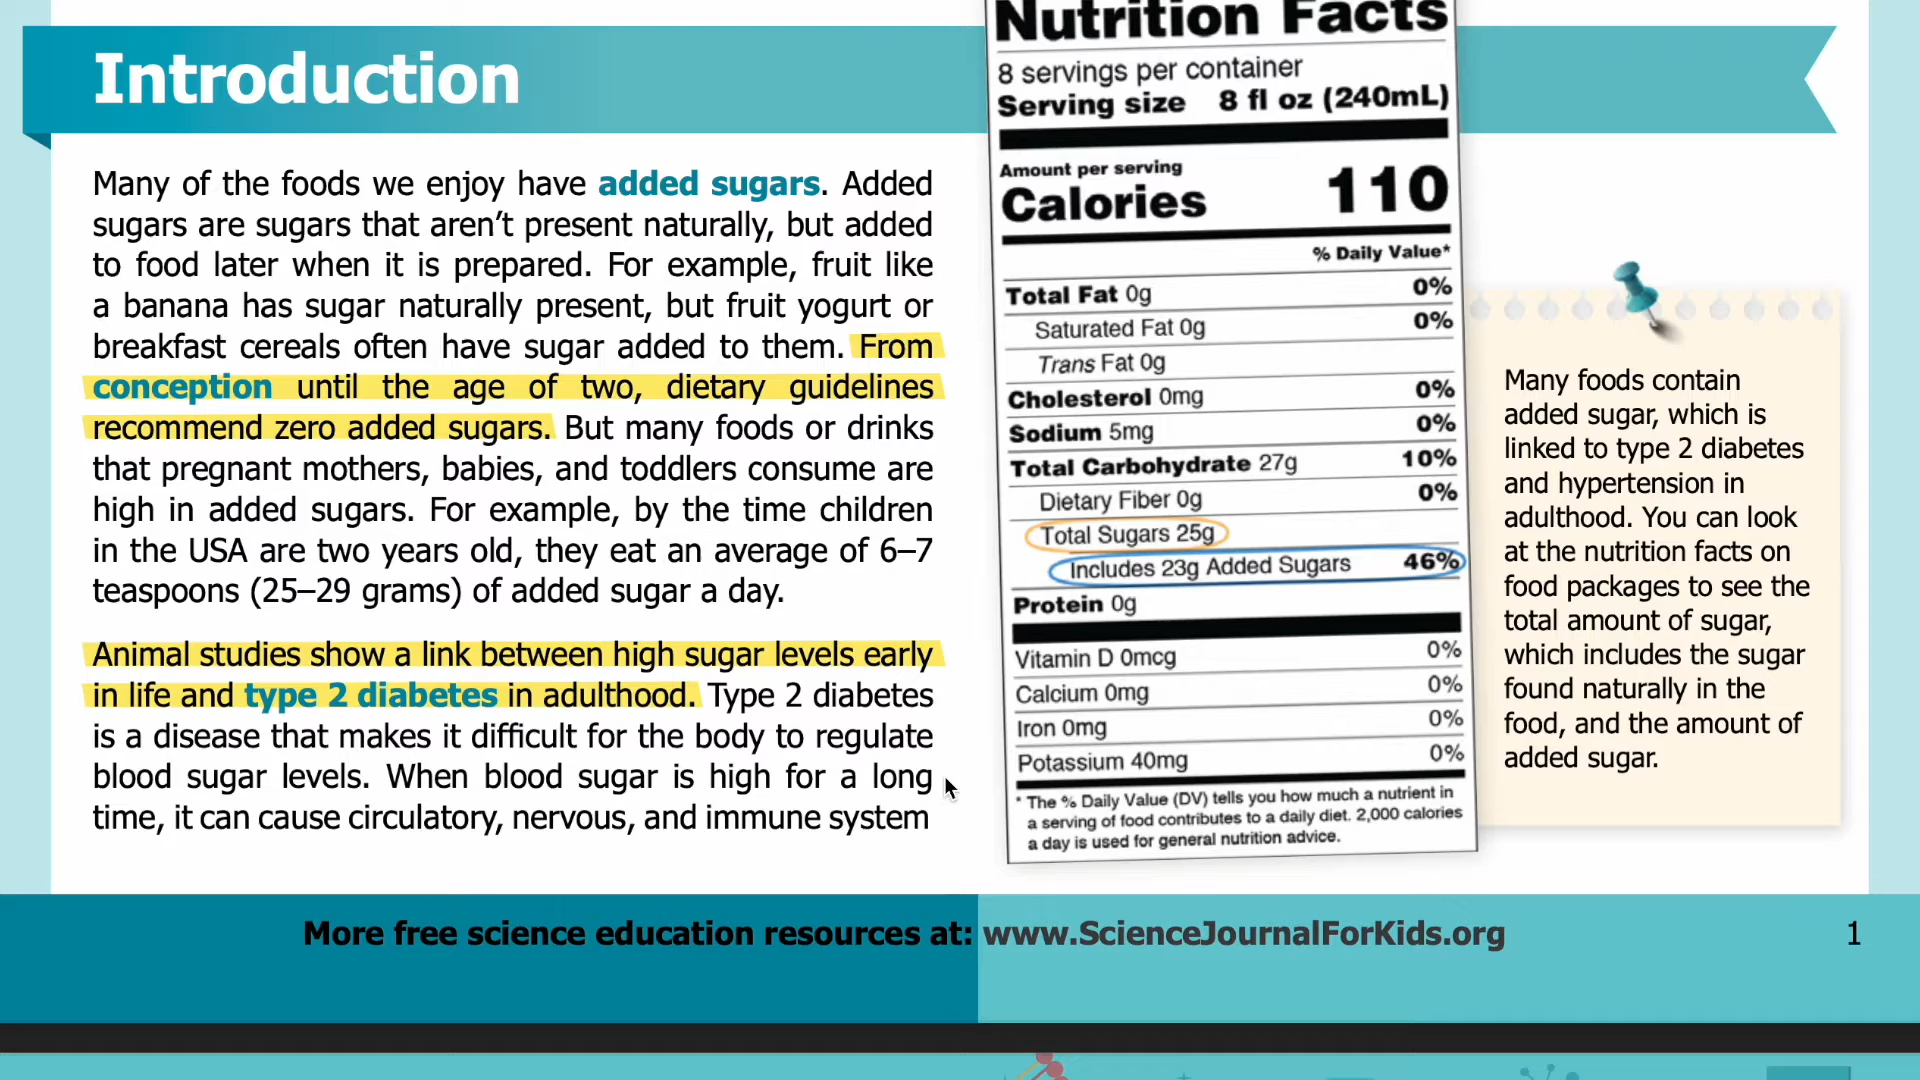 Introduction
Many of the foods we enjoy have added sugars. Added
sugars are sugars that aren’t present naturally, but added
to food later when it is prepared. For example, fruit like
a banana has sugar naturally present, but fruit yogurt or
breakfast cereals often have sugar added to them. From
conception until the age of two, dietary guidelines
recommend zero added sugars. But many foods or drinks
that pregnant mothers, babies, and toddlers consume are
high in added sugars. For example, by the time children
in the USA are two years old, they eat an average of 6–7
teaspoons (25–29 grams) of added sugar a day.
Animal studies show a link between high sugar levels early
in life and type 2 diabetes in adulthood. Type 2 diabetes
is a disease that makes it difficult for the body to regulate
blood sugar levels. When blood sugar is high for a long
time, it can cause circulatory, nervous, and immune system
Nutrition Facts
8 servings per container
Serving size 8 fl oz (240mL)
Amount per serving
Calories 110
% Daily Value*
Total Fat 0g 0%
Saturated Fat 0g 0%
Trans Fat 0g
Cholesterol 0mg 0%
Sodium 5mg 0%
Total Carbohydrate 27g 10%
Dietary Fiber 0g 0%
Total Sugars 25g
Includes 23g Added Sugars 46%
Protein 0g
Vitamin D 0mcg 0%
Calcium 0mg 0%
Iron 0mg 0%
Potassium 40mg 0%
* The % Daily Value (DV) tells you how much a nutrient in
a serving of food contributes to a daily diet. 2,000 calories
a day is used for general nutrition advice.
Many foods contain
added sugar, which is
linked to type 2 diabetes
and hypertension in
adulthood. You can look
at the nutrition facts on
food packages to see the
total amount of sugar,
which includes the sugar
found naturally in the
food, and the amount of
added sugar.
More free science education resources at: www.ScienceJournalForKids.org
1